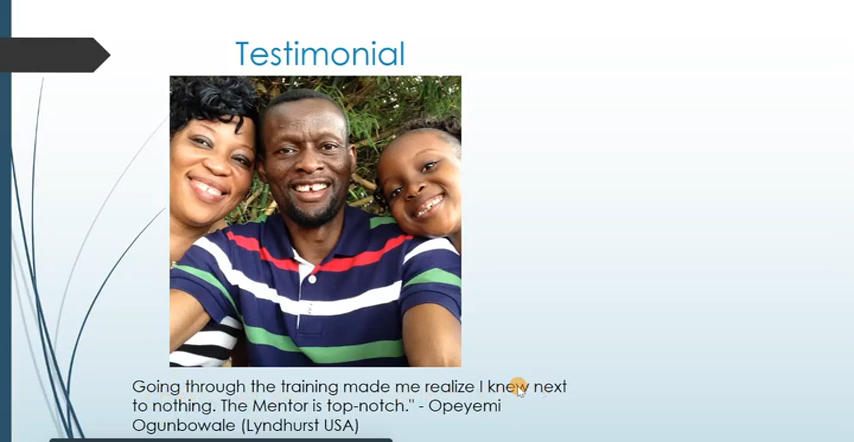 Testimonial
Going through the training made me realize I knew next
to nothing. The Mentor is top-notch." - Opeyemi
Ogunbowale (Lyndhurst USA)